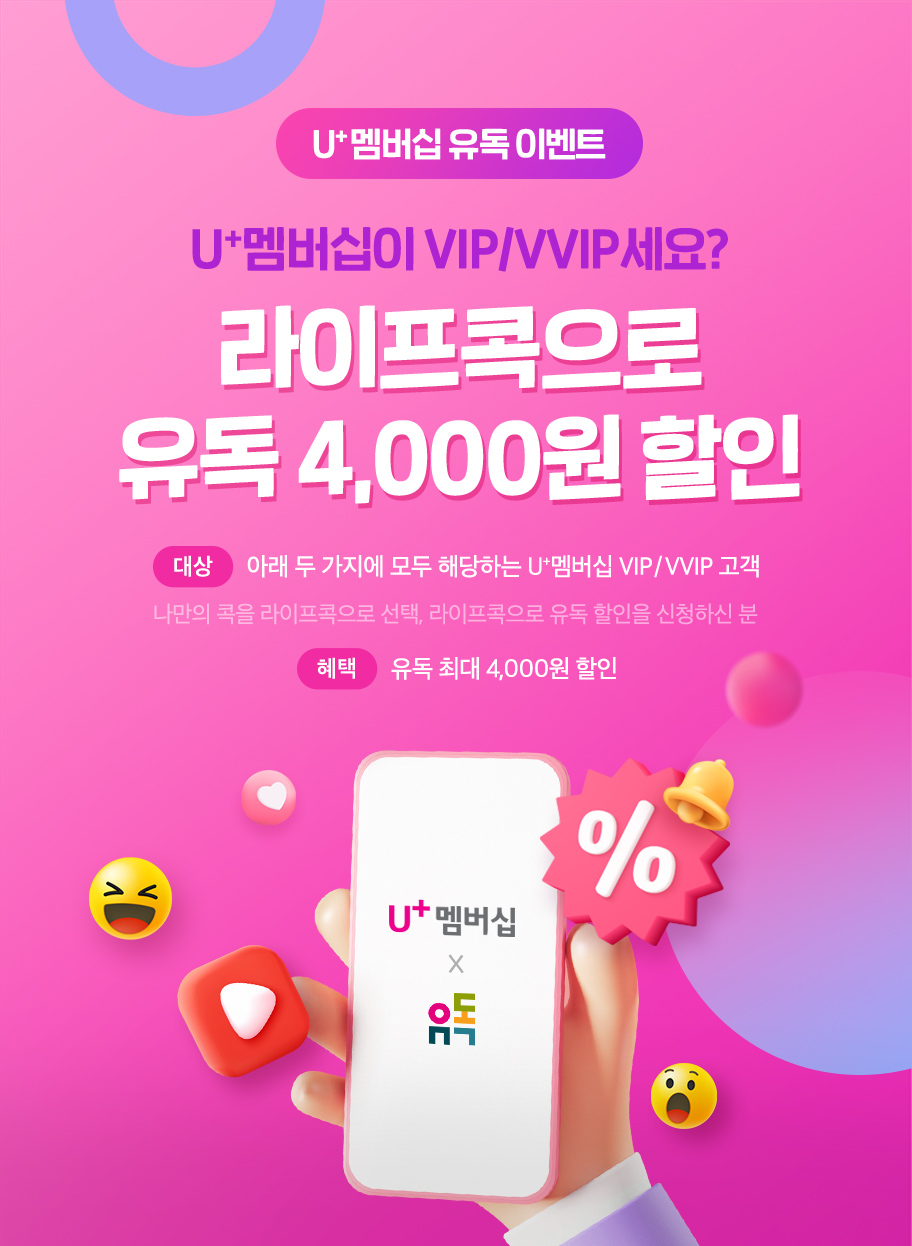 U⁺멤버십 유독 이벤트
U⁺멤버십이 VIP/VVIP세요?
라이프콕으로
유독 4,000원 할인
대상 아래 두 가지에 모두 해당하는 U⁺멤버십 VIP/VVIP 고객
나만의 콕을 라이프콕으로 선택, 라이프콕으로 유독 할인을 신청하신 분
혜택 유독 최대 4,000원 할인
%
U⁺ 멤버십
X
유독